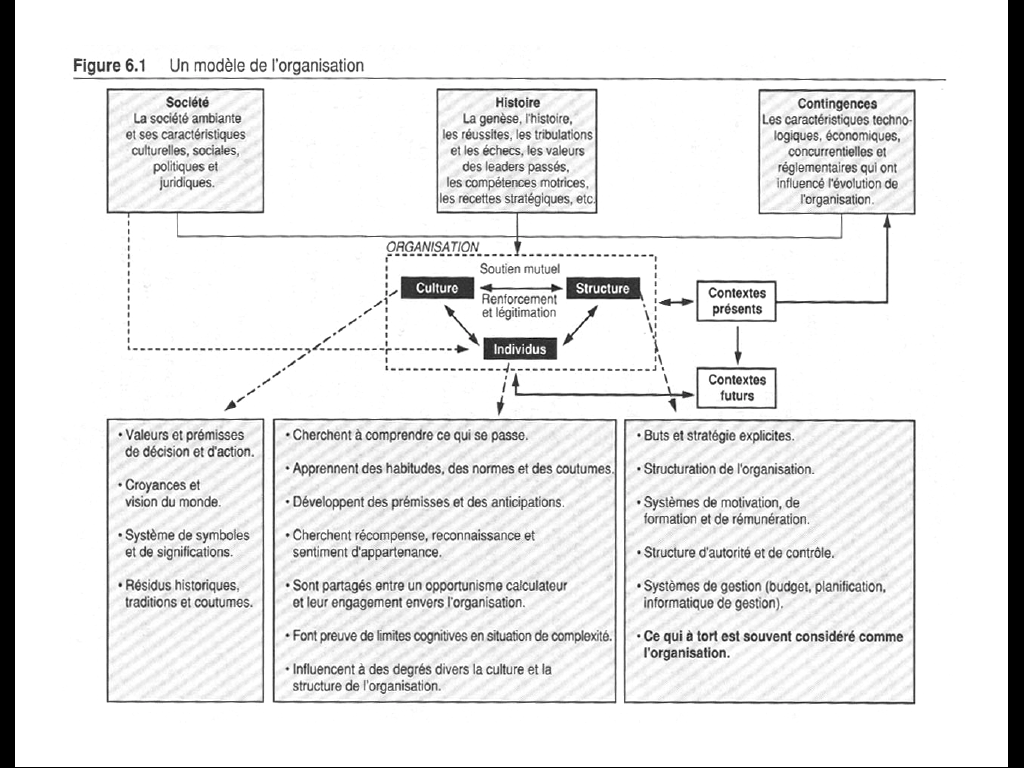 Figure 6.1 Un modèle de l'organisation
Société
La société ambiante
et ses caractéristiques
culturelles, sociales,
politiques et
juridiques.
Histoire
La genèse, l'histoire,
les réussites, les tribulations
et les échecs, les valeurs
des leaders passés,
les compétences motrices,
les recettes stratégiques, etc.
Contingences
Les caractéristiques techno-
logiques, économiques,
concurrentielles et
réglementaires qui ont
influencé l'évolution de
l'organisation.
ORGANISATION
Soutien mutuel
Culture
Structure
Renforcement
et légitimation
Individus
Contextes
présents
Contextes
futurs
• Valeurs et prémisses
de décision et d'action.
• Croyances et
vision du monde.
• Système de symboles
et de significations.
• Résidus historiques,
traditions et coutumes.
• Cherchent à comprendre ce qui se passe.
• Apprennent des habitudes, des normes et des coutumes.
• Développent des prémisses et des anticipations.
• Cherchent récompense, reconnaissance et
sentiment d'appartenance.
• Sont partagés entre un opportunisme calculateur
et leur engagement envers l'organisation.
• Font preuve de limites cognitives en situation de complexité.
• Influencent à des degrés divers la culture et la
structure de l'organisation.
• Buts et stratégie explicites.
• Structuration de l'organisation.
• Systèmes de motivation, de
formation et de rémunération.
• Structure d'autorité et de contrôle.
• Systèmes de gestion (budget, planification,
informatique de gestion).
• Ce qui à tort est souvent considéré comme
l'organisation.